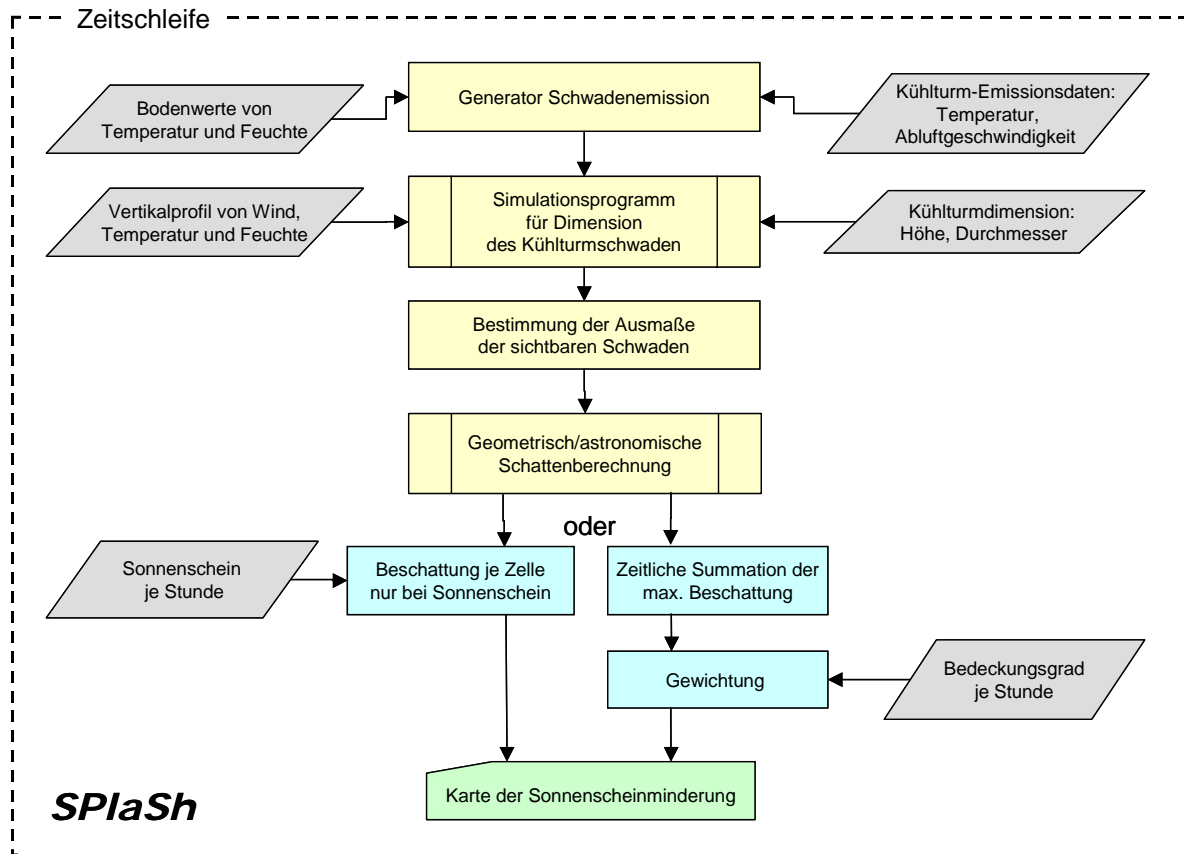 Zeitschleife
Bodenwerte von
Temperatur und Feuchte
Generator Schwadenemission
Kühlturm-Emissionsdaten:
Temperatur,
Abluftgeschwindigkeit
Vertikalprofil von Wind,
Temperatur und Feuchte
Simulationsprogramm
für Dimension
des Kühlturmschwaden
Kühlturmdimension:
Höhe, Durchmesser
Bestimmung der Ausmaße
der sichtbaren Schwaden
Geometrisch/astronomische
Schattenberechnung
oder
Sonnenschein
je Stunde
Beschattung je Zelle
nur bei Sonnenschein
Zeitliche Summation der
max. Beschattung
Gewichtung
Bedeckungsgrad
je Stunde
Karte der Sonnenscheinminderung
SPlaSh